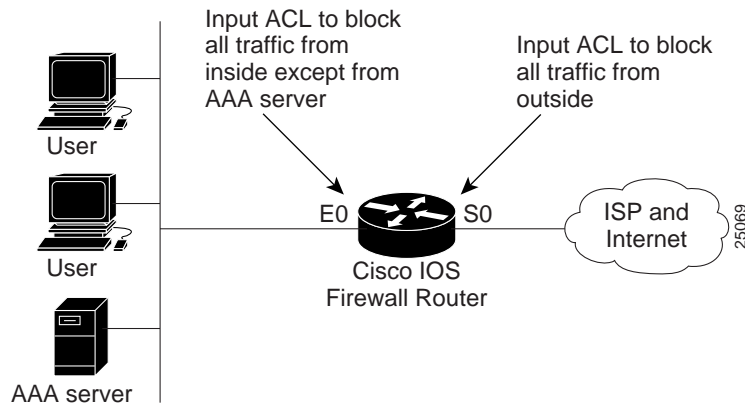 Input ACL to block
all traffic from
inside except from
AAA server
Input ACL to block
all traffic from
outside
User
User
AAA server
E0
S0
Cisco IOS
Firewall Router
ISP and
Internet
25069